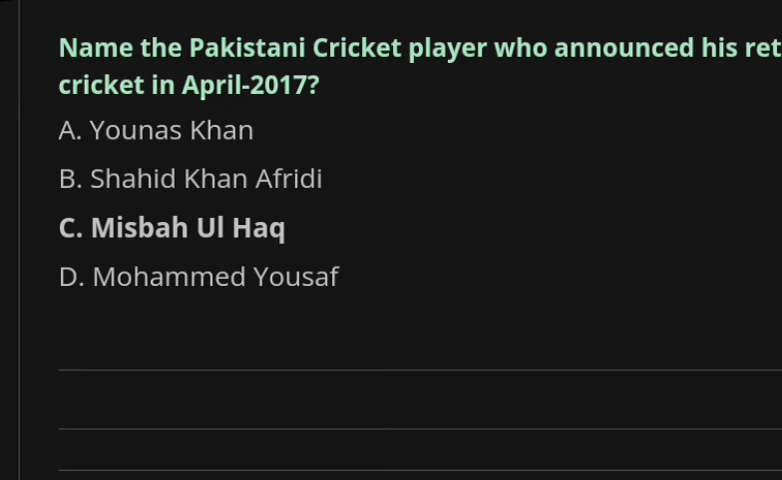 Name the Pakistani Cricket player who announced his ret
cricket in April-2017?
A. Younas Khan
B. Shahid Khan Afridi
C. Misbah Ul Haq
D. Mohammed Yousaf